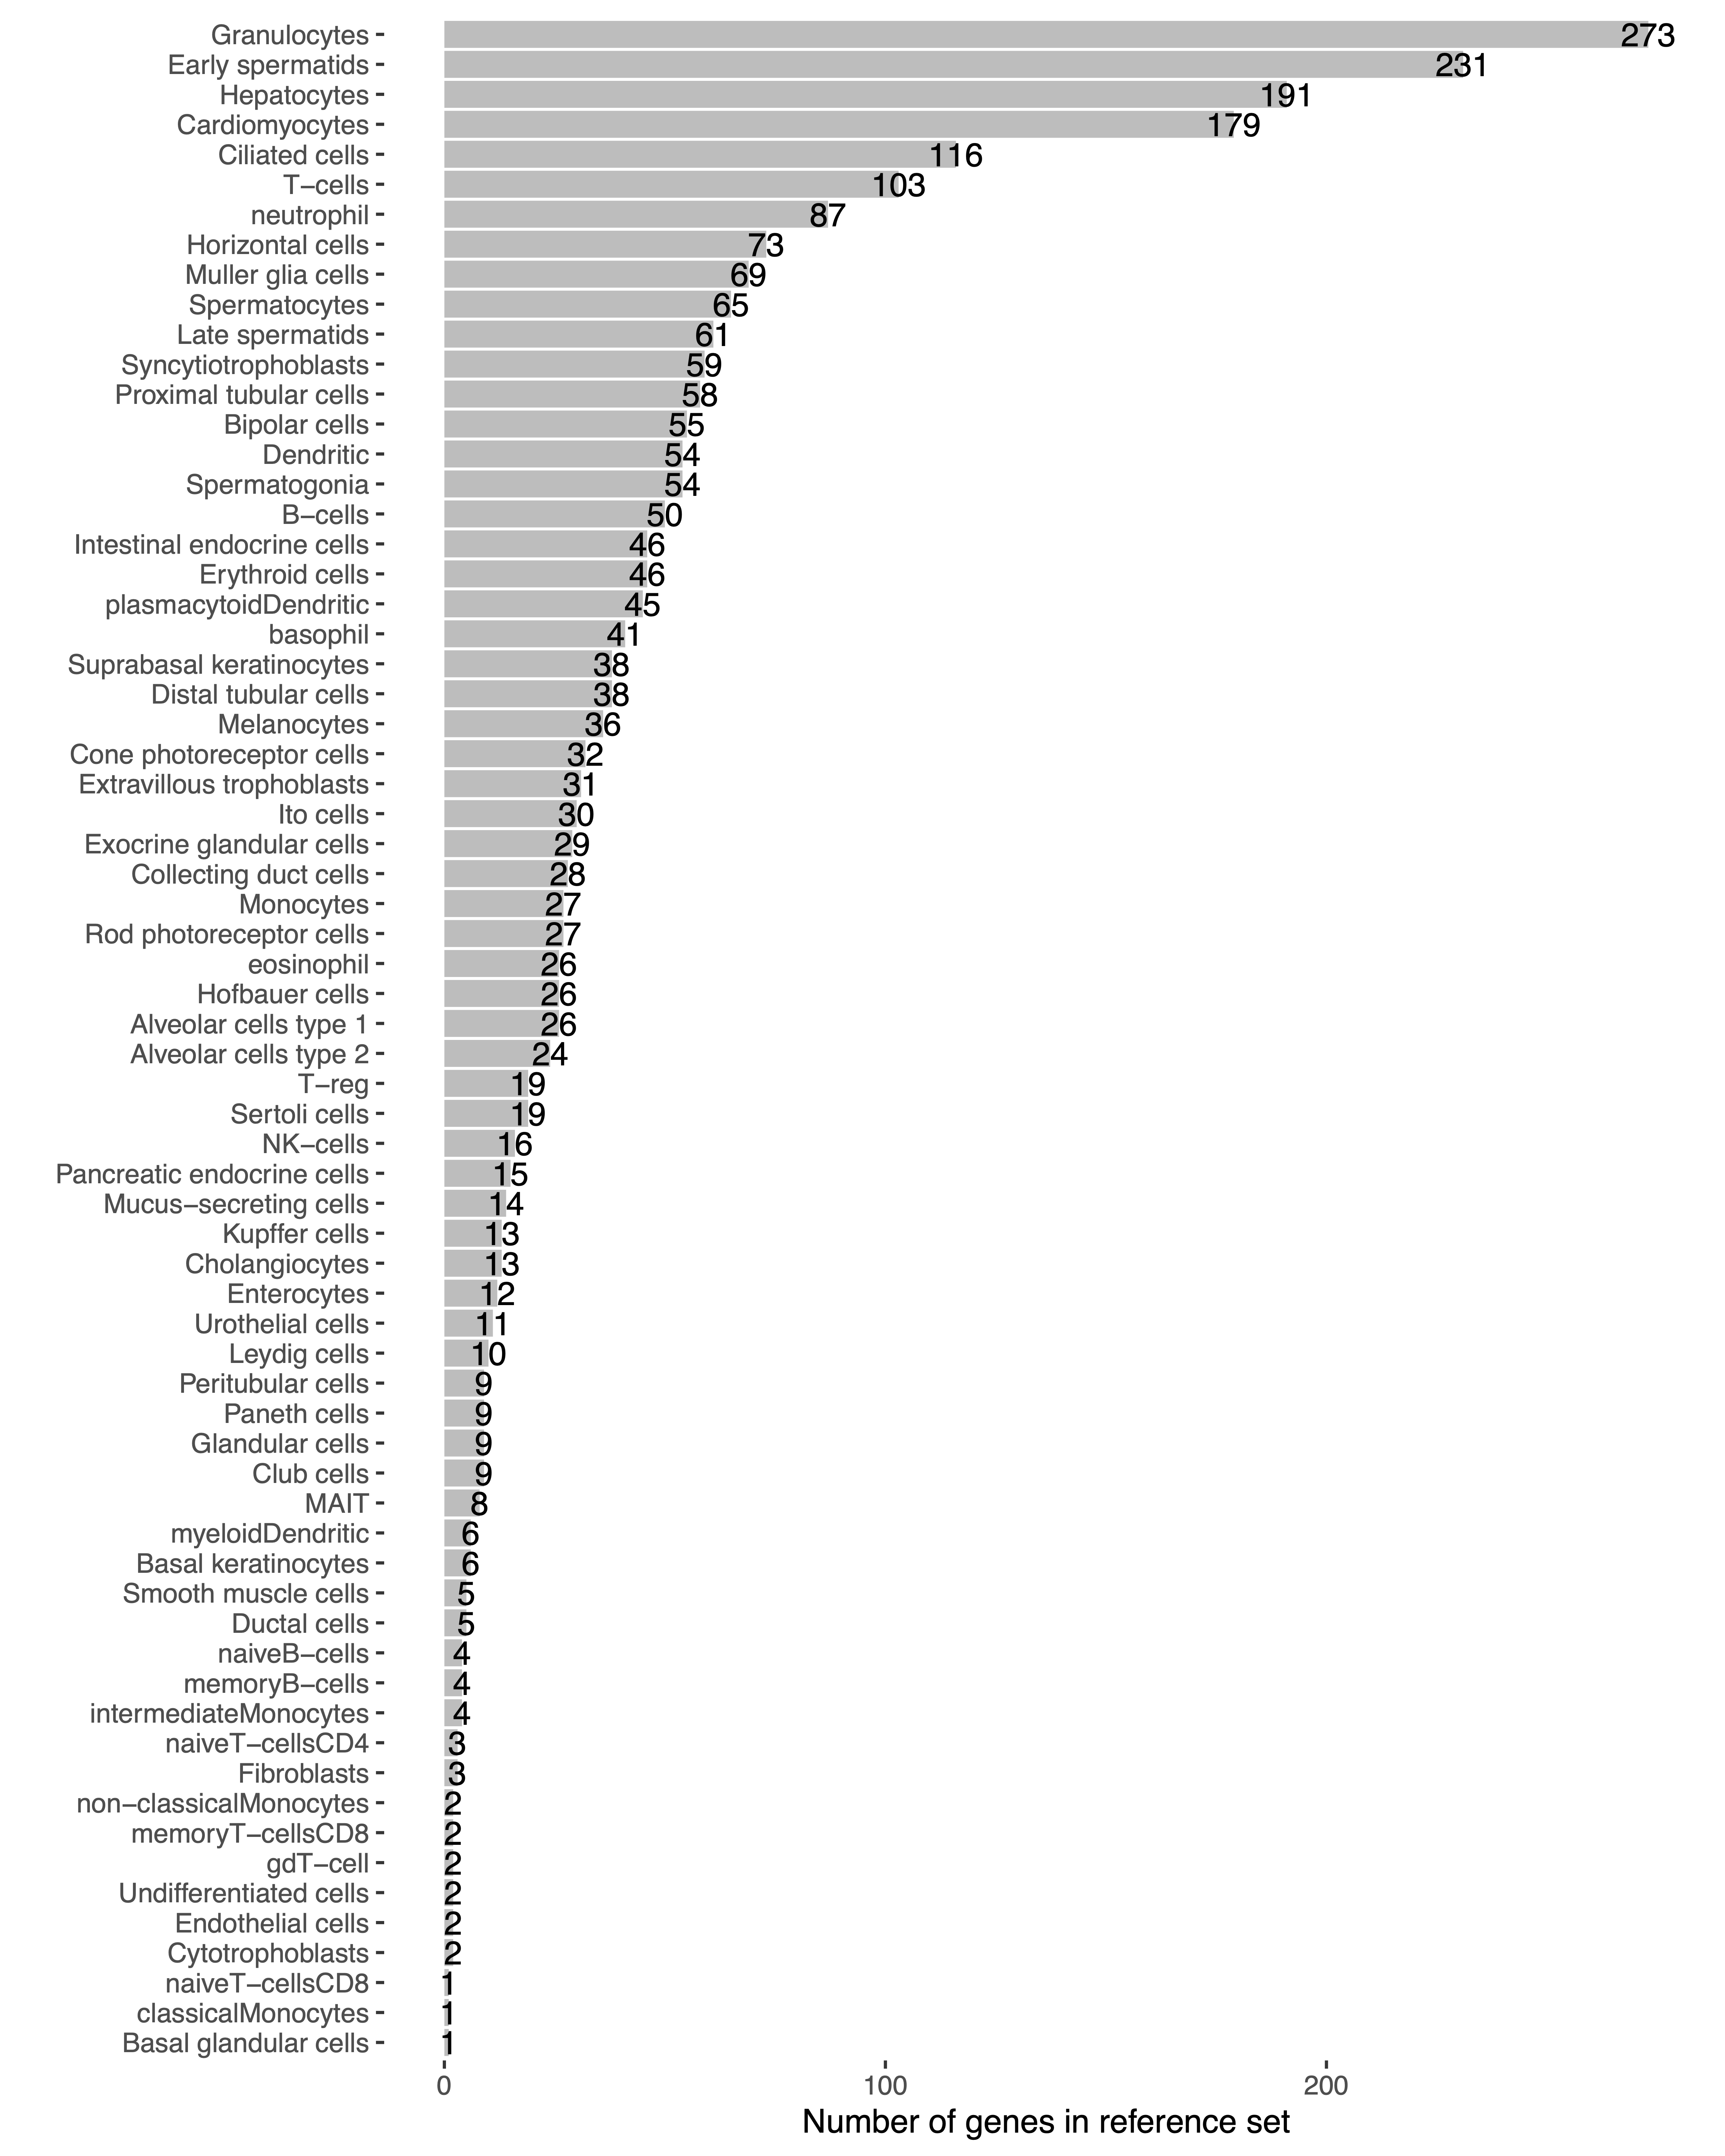 Granulocytes 273
Early spermatids 231
Hepatocytes 191
Cardiomyocytes 179
Ciliated cells 116
T−cells 103
neutrophil 87
Horizontal cells 73
Muller glia cells 69
Spermatocytes 65
Late spermatids 61
Syncytiotrophoblasts 59
Proximal tubular cells 58
Bipolar cells 55
Dendritic 54
Spermatogonia 54
B−cells 50
Intestinal endocrine cells 46
Erythroid cells 46
plasmacytoidDendritic 45
basophil 41
Suprabasal keratinocytes 38
Distal tubular cells 38
Melanocytes 36
Cone photoreceptor cells 32
Extravillous trophoblasts 31
Ito cells 30
Exocrine glandular cells 29
Collecting duct cells 28
Monocytes 27
Rod photoreceptor cells 27
eosinophil 26
Hofbauer cells 26
Alveolar cells type 1 26
Alveolar cells type 2 24
T−reg 19
Sertoli cells 19
NK−cells 16
Pancreatic endocrine cells 15
Mucus−secreting cells 14
Kupffer cells 13
Cholangiocytes 13
Enterocytes 12
Urothelial cells 11
Leydig cells 10
Peritubular cells 9
Paneth cells 9
Glandular cells 9
Club cells 9
MAIT 8
myeloidDendritic 6
Basal keratinocytes 6
Smooth muscle cells 5
Ductal cells 5
naiveB−cells 4
memoryB−cells 4
intermediateMonocytes 4
naiveT−cellsCD4 3
Fibroblasts 3
non−classicalMonocytes 2
memoryT−cellsCD8 2
gdT−cell 2
Undifferentiated cells 2
Endothelial cells 2
Cytotrophoblasts 2
naiveT−cellsCD8 1
classicalMonocytes 1
Basal glandular cells 1
0 100 200
Number of genes in reference set